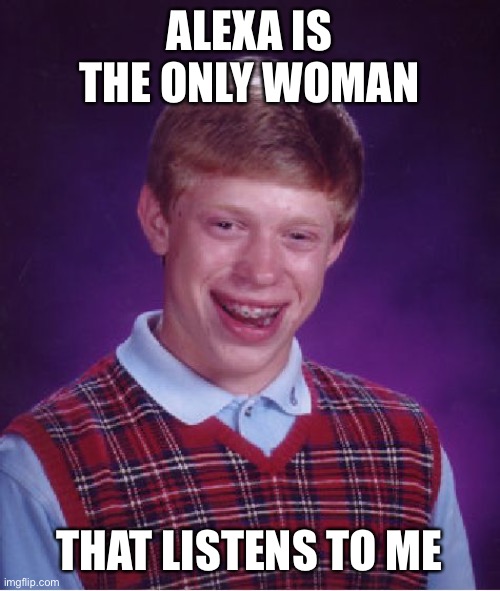 ALEXA IS
THE ONLY WOMAN
THAT LISTENS TO ME
imgflip.com